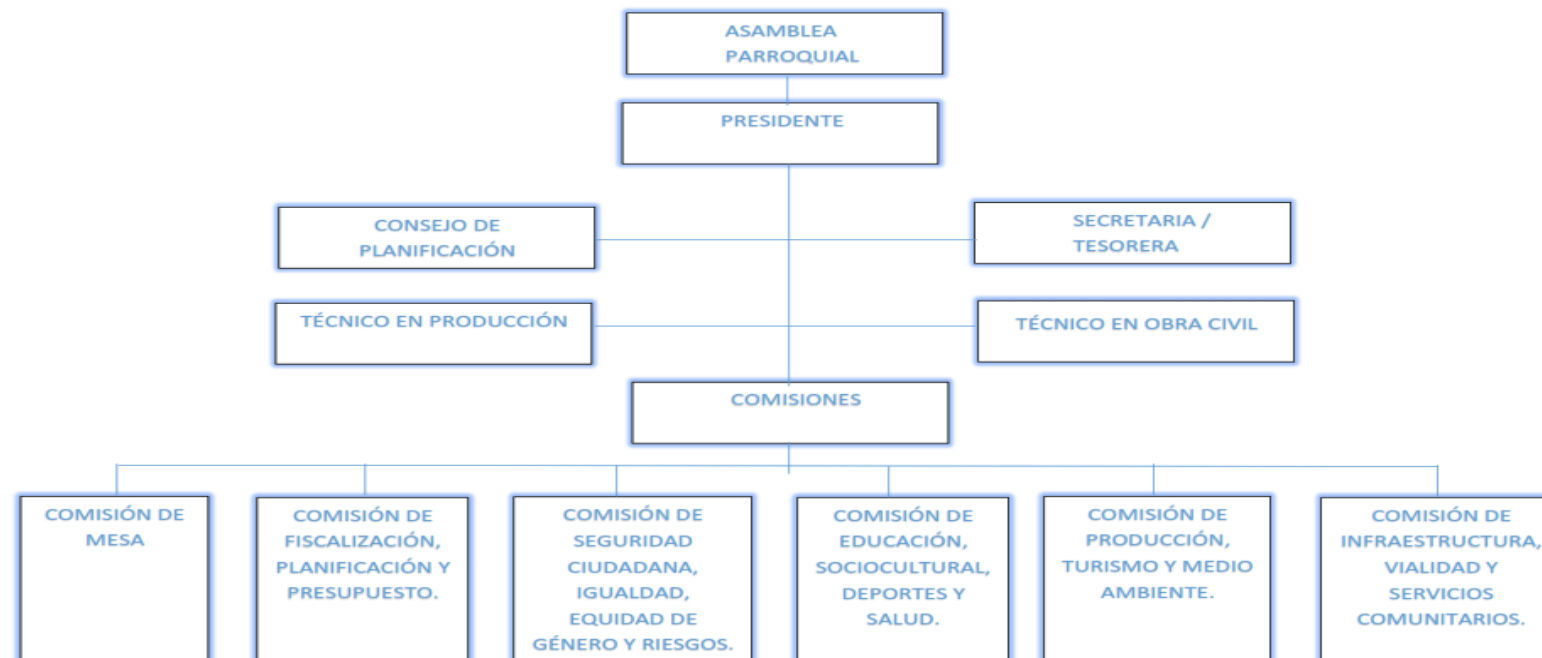 ASAMBLEA
PARROQUIAL
PRESIDENTE
CONSEJO DE
PLANIFICACIÓN
SECRETARIA /
TESORERA
TÉCNICO EN PRODUCCIÓN
TÉCNICO EN OBRA CIVIL
COMISIONES
COMISIÓN DE
MESA
COMISIÓN DE
FISCALIZACIÓN,
PLANIFICACIÓN Y
PRESUPUESTO.
COMISIÓN DE
SEGURIDAD
CIUDADANA,
IGUALDAD,
EQUIDAD DE
GÉNERO Y RIESGOS.
COMISIÓN DE
EDUCACIÓN,
SOCIOCULTURAL,
DEPORTES Y
SALUD.
COMISIÓN DE
PRODUCCIÓN,
TURISMO Y MEDIO
AMBIENTE.
COMISIÓN DE
INFRAESTRUCTURA,
VIALIDAD Y
SERVICIOS
COMUNITARIOS.